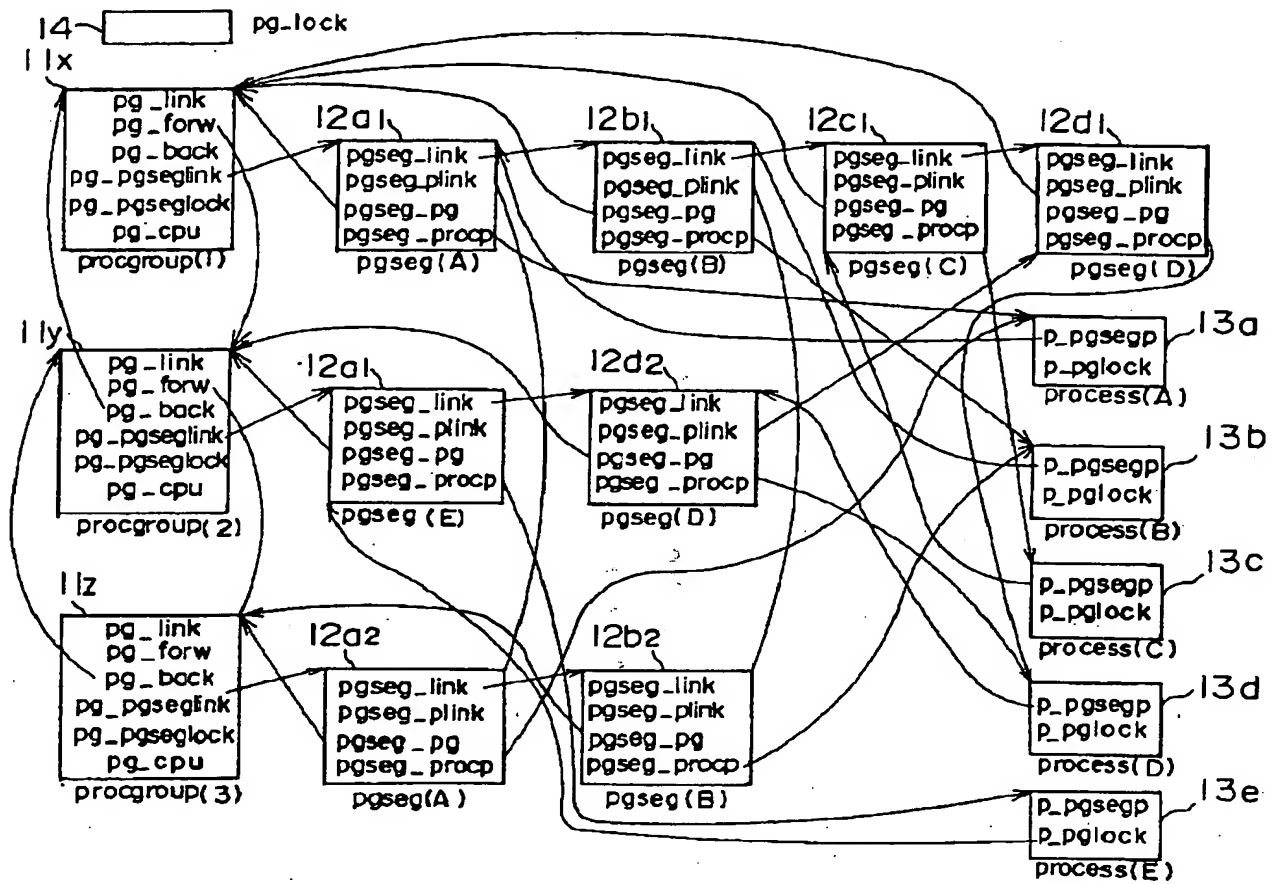 14
pg_lock
11x
pg_link
pg_forw
pg_back
pg_pgseglink
pg_pgseglock
pg_cpu
procgroup(1)
12a1
pgseg_link
pgseg_plink
pgseg_pg
pgseg_procp
pgseg(A)
12b1
pgseg_link
pgseg_plink
pgseg_pg
pgseg_procp
pgseg(B)
12c1
pgseg_link
pgseg_plink
pgseg_pg
pgseg_procp
pgseg(C)
12d1
pgseg_link
pgseg_plink
pgseg_pg
pgseg_procp
pgseg(D)
13a
p_pgsegp
p_pglock
process(A)
11y
pg_link
pg_forw
pg_back
pg_pgseglink
pg_pgseglock
pg_cpu
procgroup(2)
12a1
pgseg_link
pgseg_plink
pgseg_pg
pgseg_procp
pgseg(E)
12d2
pgseg_link
pgseg_plink
pgseg_pg
pgseg_procp
pgseg(D)
13b
p_pgsegp
p_pglock
process(B)
13c
p_pgsegp
p_pglock
process(C)
11z
pg_link
pg_forw
pg_back
pg_pgseglink
pg_pgseglock
pg_cpu
procgroup(3)
12a2
pgseg_link
pgseg_plink
pgseg_pg
pgseg_procp
pgseg(A)
12b2
pgseg_link
pgseg_plink
pgseg_pg
pgseg_procp
pgseg(B)
13d
p_pgsegp
p_pglock
process(D)
13e
p_pgsegp
p_pglock
process(E)